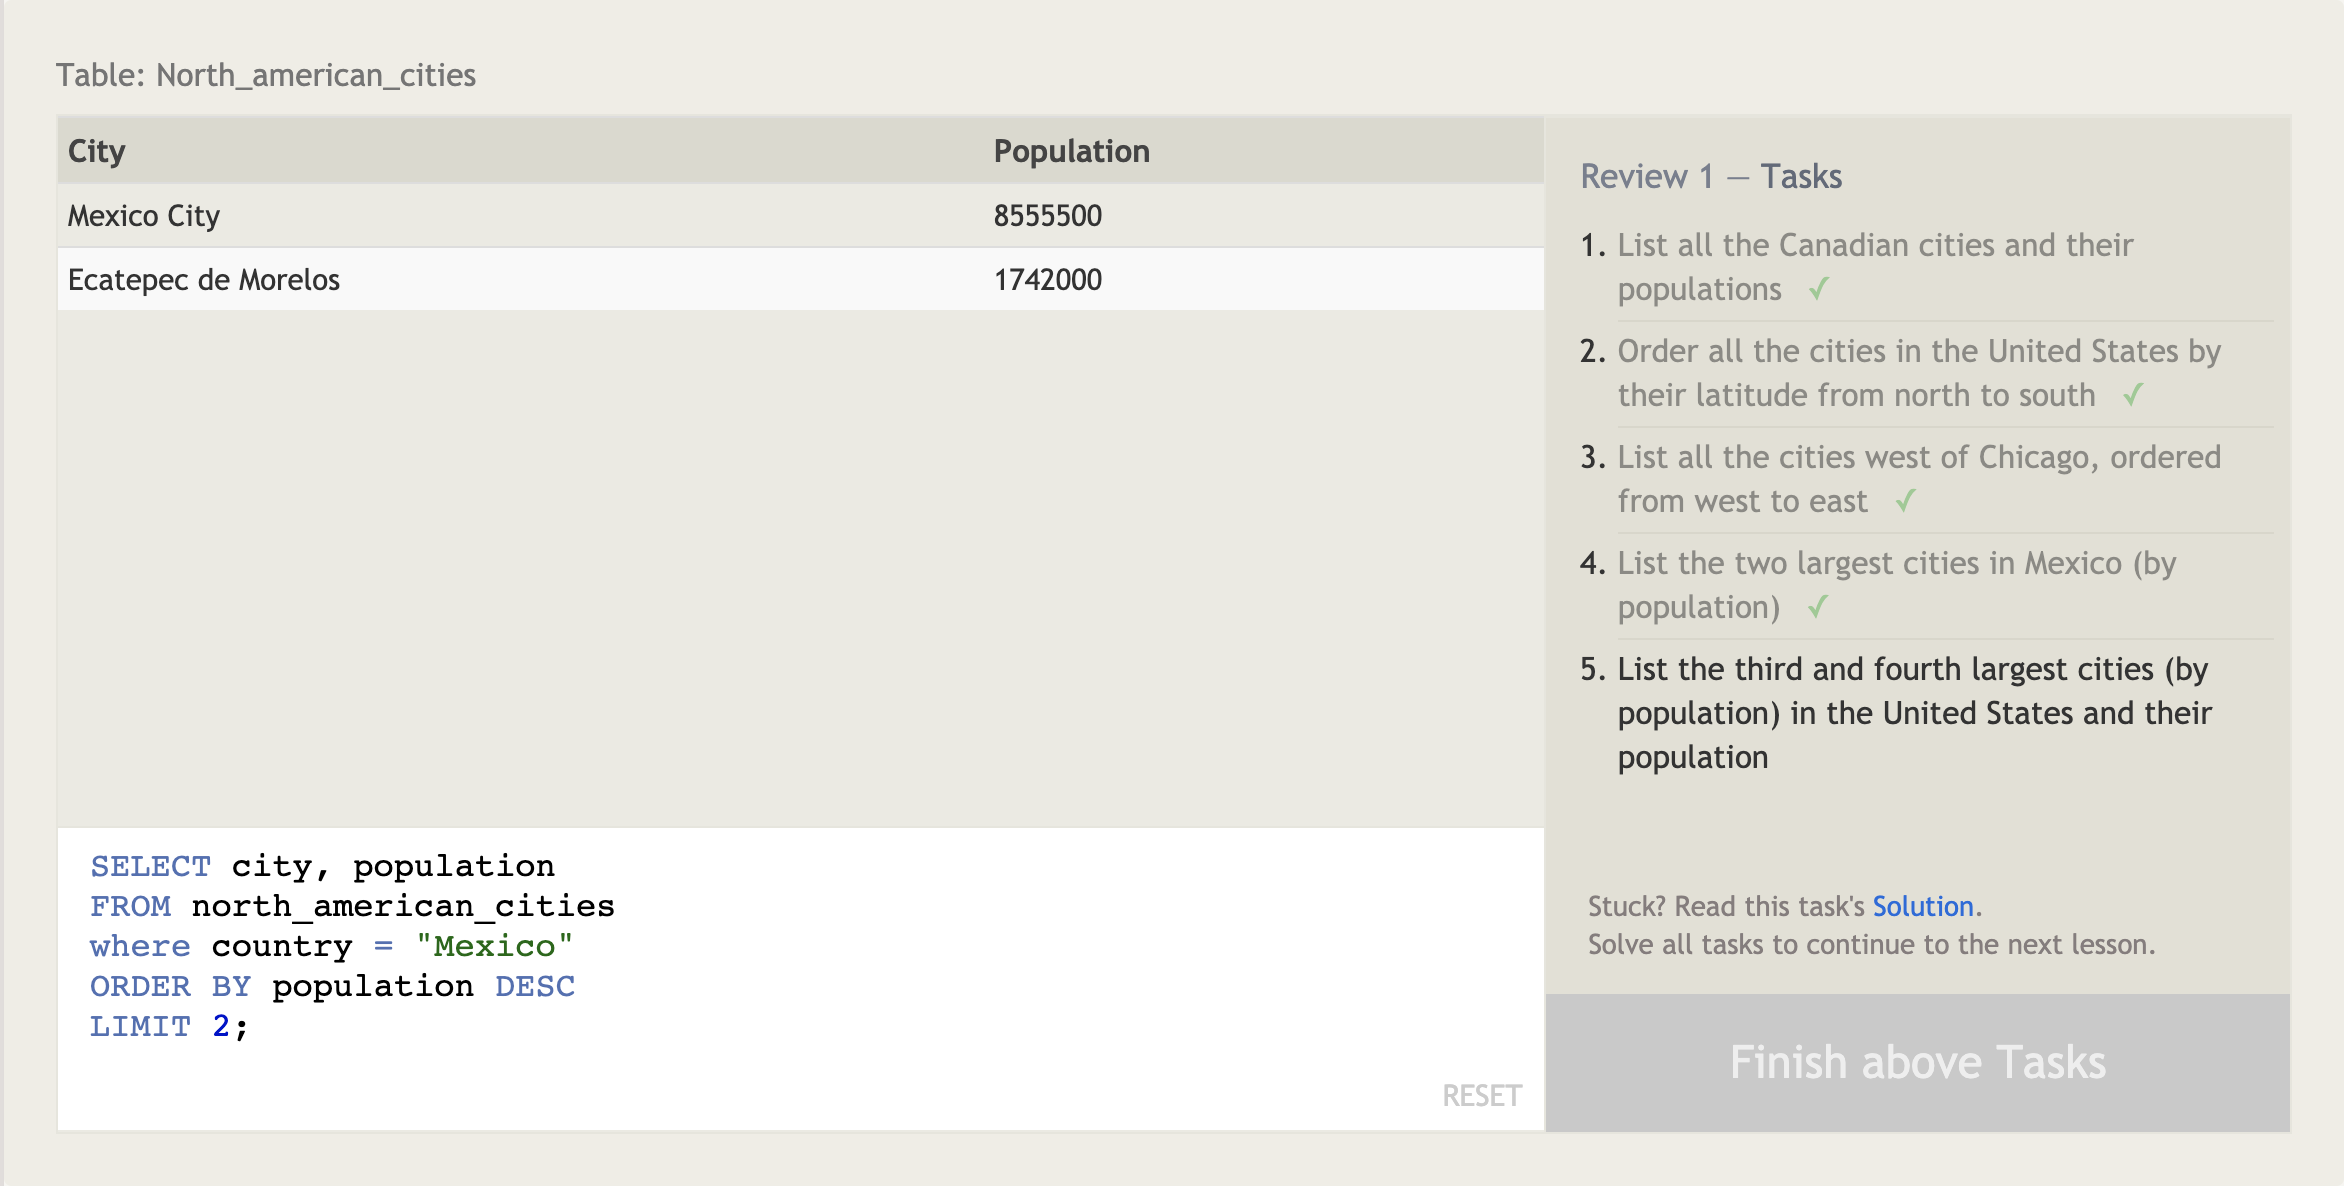 Table: North_american_cities
City Population
Mexico City 8555500
Ecatepec de Morelos 1742000
SELECT city, population
FROM north_american_cities
where country = "Mexico"
ORDER BY population DESC
LIMIT 2;
RESET
Review 1 — Tasks
1. List all the Canadian cities and their
populations ✓
2. Order all the cities in the United States by
their latitude from north to south ✓
3. List all the cities west of Chicago, ordered
from west to east ✓
4. List the two largest cities in Mexico (by
population) ✓
5. List the third and fourth largest cities (by
population) in the United States and their
population
Stuck? Read this task's Solution.
Solve all tasks to continue to the next lesson.
Finish above Tasks